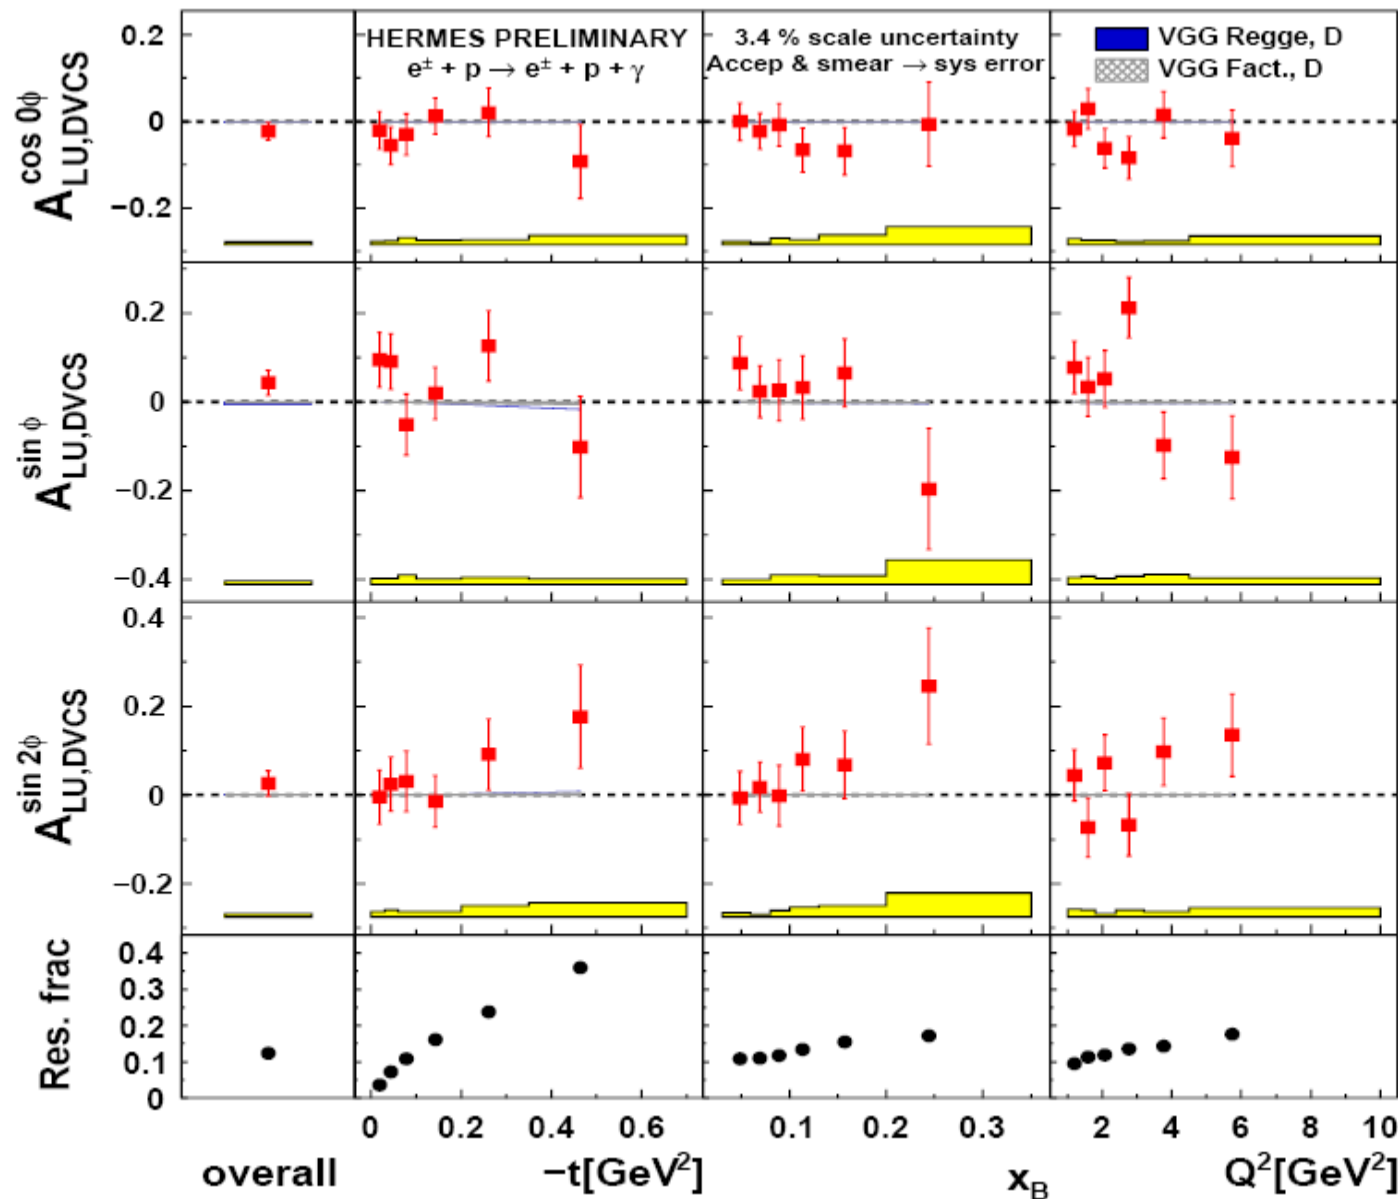 HERMES PRELIMINARY
e± + p → e± + p + γ
3.4 % scale uncertainty
Accep & smear → sys error
VGG Regge, D
VGG Fact., D
A^{cos 0ϕ}_{LU,DVCS}
0.2
0
−0.2
A^{sin ϕ}_{LU,DVCS}
0.2
0
−0.2
−0.4
A^{sin 2ϕ}_{LU,DVCS}
0.4
0.2
0
−0.2
Res. frac
0.4
0.3
0.2
0.1
0
0 0.2 0.4 0.6
0.1 0.2 0.3
2 4 6 8 10
overall
−t[GeV²]
x_B
Q²[GeV²]